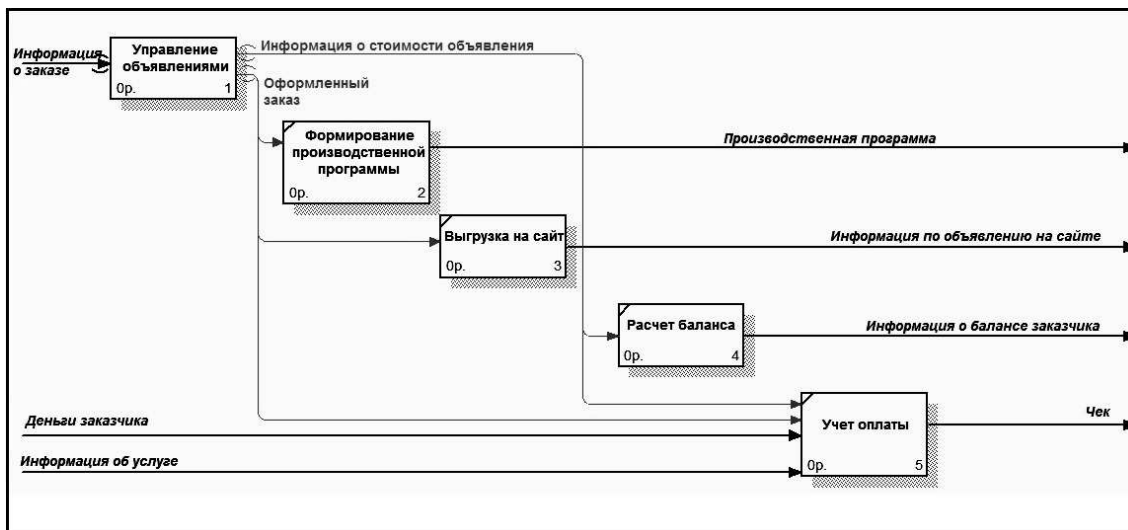 Информация
о заказе
Управление
объявлениями
0р. 1
Информация о стоимости объявления
Оформленный
заказ
Формирование
производственной
программы
0р. 2
Производственная программа
Выгрузка на сайт
0р. 3
Информация по объявлению на сайте
Расчет баланса
0р. 4
Информация о балансе заказчика
Деньги заказчика
Информация об услуге
Учет оплаты
0р. 5
Чек